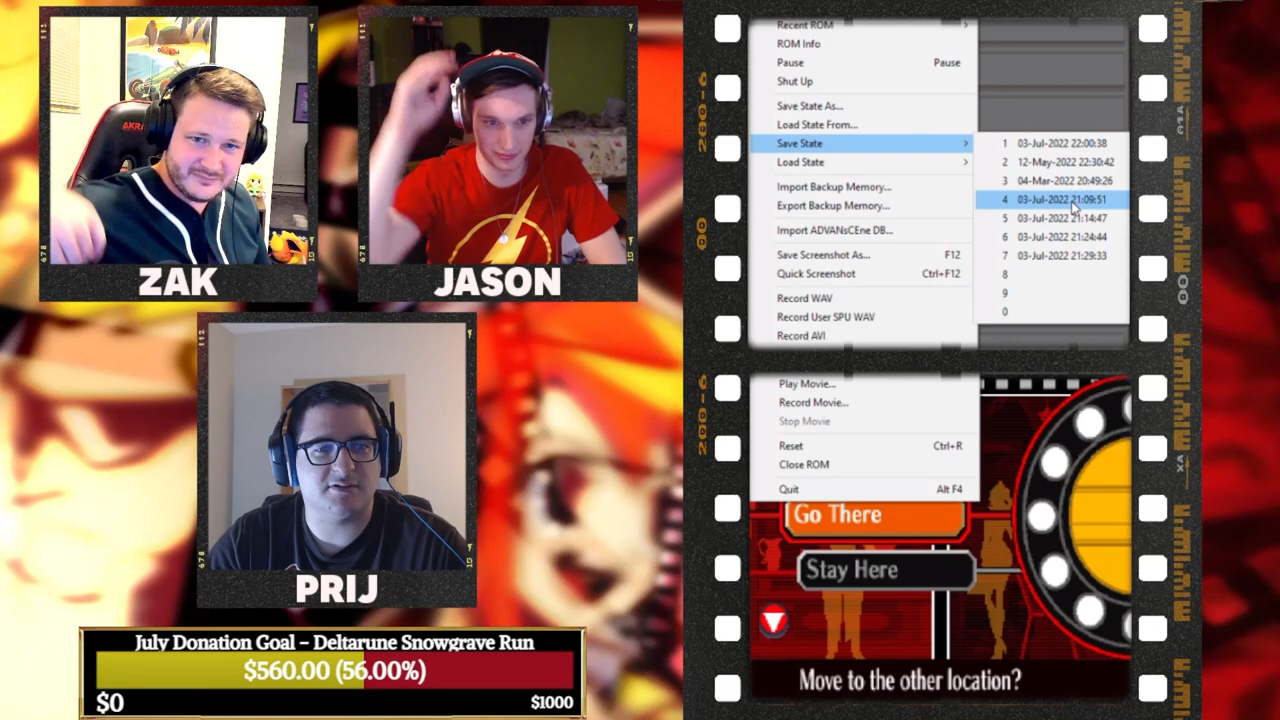 ZAK
JASON
PRIJ
July Donation Goal – Deltarune Snowgrave Run
$560.00 (56.00%)
$0
$1000
200-6
00
200-6
Recent ROM
ROM Info
Pause Pause
Shut Up
Save State As...
Load State From...
Save State
Load State
Import Backup Memory...
Export Backup Memory...
Import ADVANsCEne DB...
Save Screenshot As... F12
Quick Screenshot Ctrl+F12
Record WAV
Record User SPU WAV
Record AVI
1 03-Jul-2022 22:00:38
2 12-May-2022 22:30:42
3 04-Mar-2022 20:49:26
4 03-Jul-2022 21:09:51
5 03-Jul-2022 21:14:47
6 03-Jul-2022 21:24:44
7 03-Jul-2022 21:29:33
8
9
0
Play Movie...
Record Movie...
Stop Movie
Reset Ctrl+R
Close ROM
Quit Alt F4
Go There
Stay Here
Move to the other location?
00